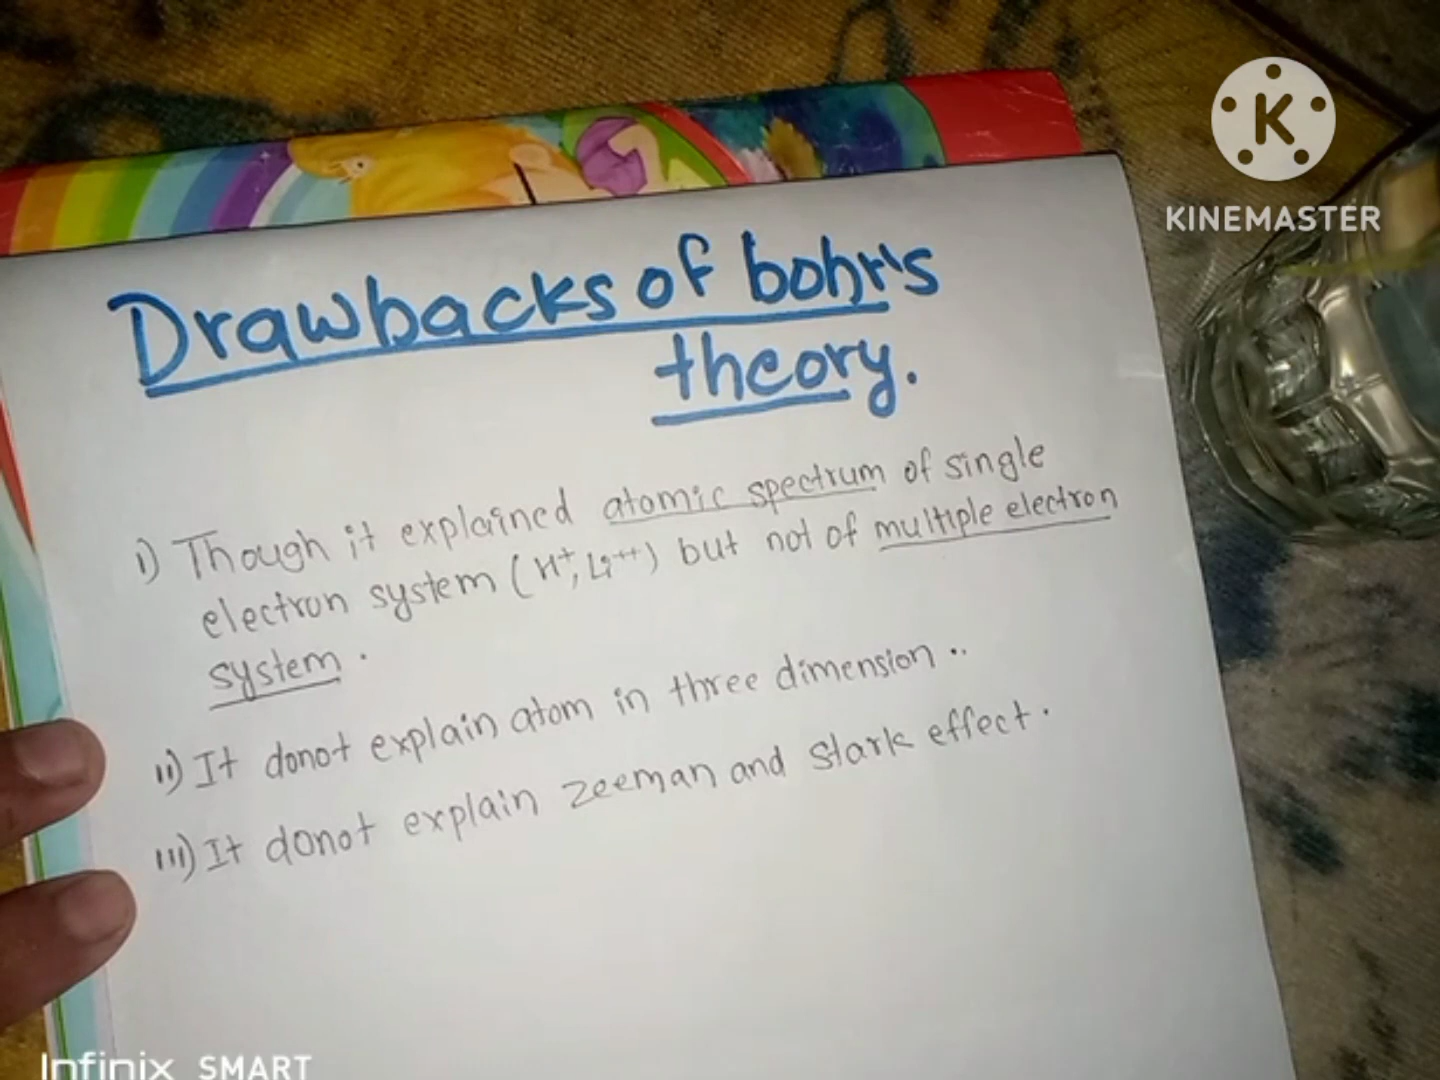 KINEMASTER
Drawbacks of bohr's
theory.
i) Though it explained atomic spectrum of single
electron system (H⁺, Li⁺⁺) but not of multiple electron
system.
ii) It donot explain atom in three dimension..
iii) It donot explain zeeman and stark effect.
Infinix SMART